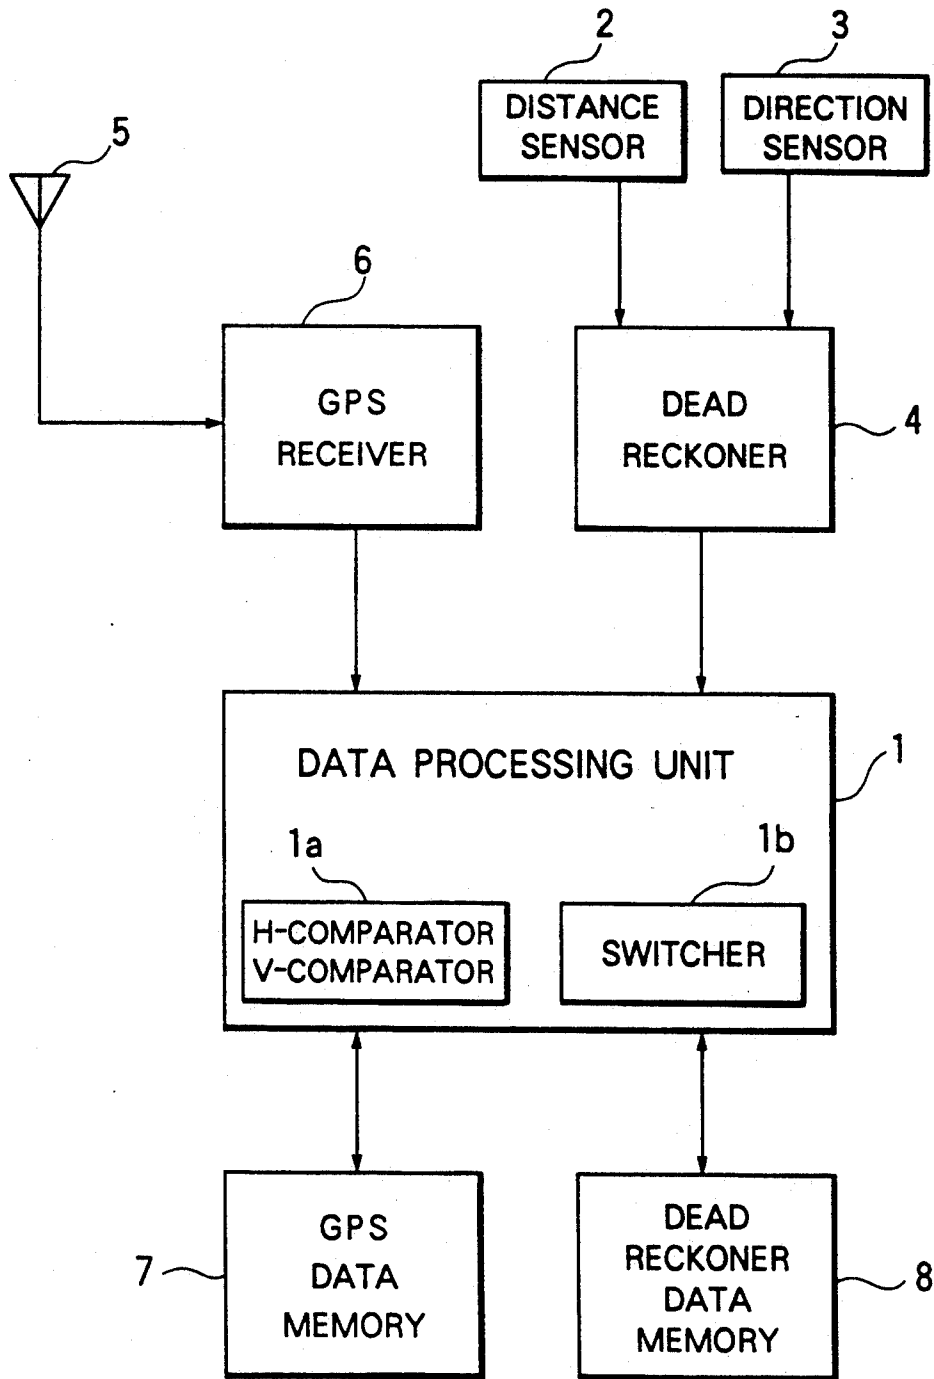 2
3
DISTANCE
SENSOR
DIRECTION
SENSOR
5
6
GPS
RECEIVER
DEAD
RECKONER
4
DATA PROCESSING UNIT
1
1a
1b
H-COMPARATOR
V-COMPARATOR
SWITCHER
GPS
DATA
MEMORY
7
DEAD
RECKONER
DATA
MEMORY
8